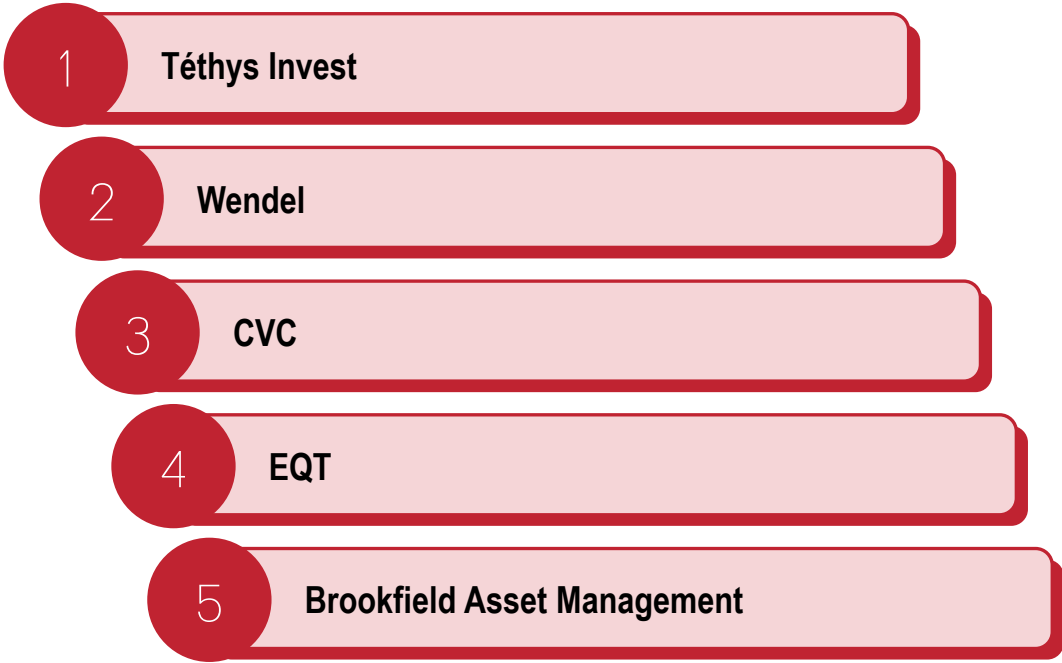 1
Téthys Invest
2
Wendel
3
CVC
4
EQT
5
Brookfield Asset Management